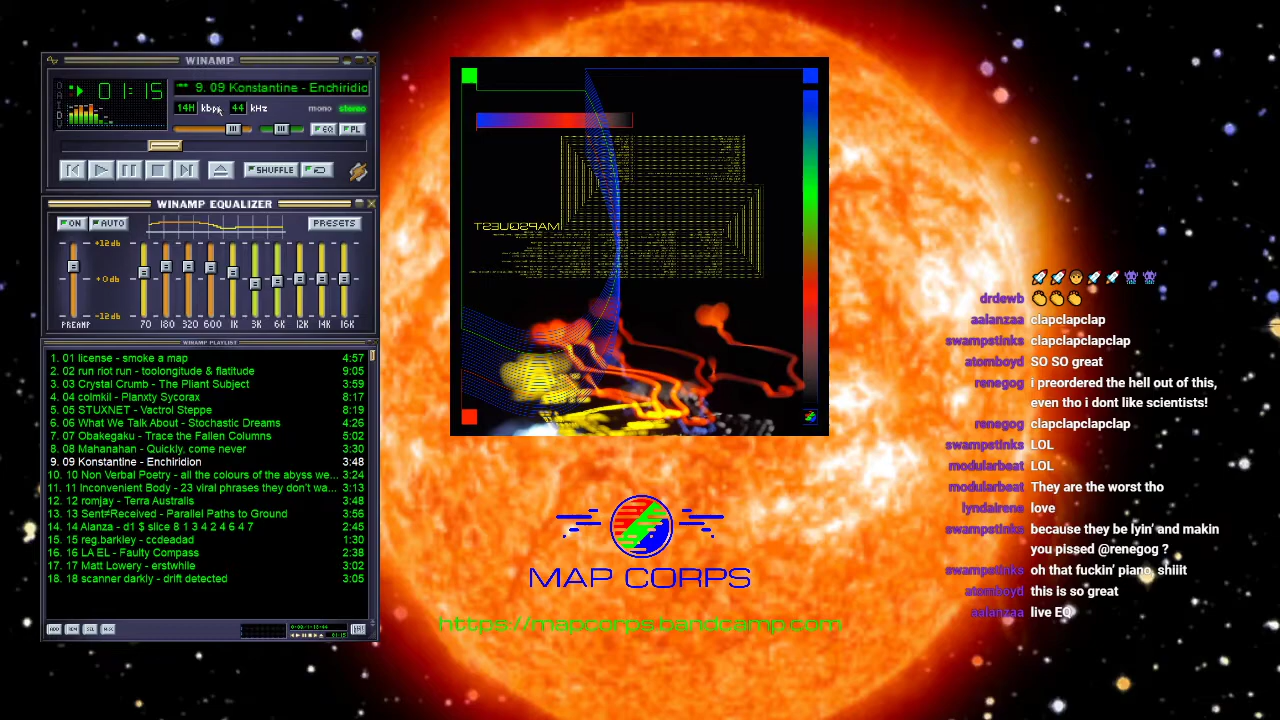 WINAMP
01:15
9. 09 Konstantine - Enchiridio
14H kbps 44 kHz mono stereo
EQ PL
SHUFFLE
WINAMP EQUALIZER
ON AUTO PRESETS
+12db
+0db
-12db
PREAMP 70 180 320 600 1K 3K 6K 12K 14K 16K
WINAMP PLAYLIST
1. 01 license - smoke a map 4:57
2. 02 run riot run - toolongitude & flatitude 9:05
3. 03 Crystal Crumb - The Pliant Subject 3:59
4. 04 colmkil - Planxty Sycorax 8:17
5. 05 STUXNET - Vactrol Steppe 8:19
6. 06 What We Talk About - Stochastic Dreams 4:26
7. 07 Obakegaku - Trace the Fallen Columns 5:02
8. 08 Mahanahan - Quickly, come never 3:30
9. 09 Konstantine - Enchiridion 3:48
10. 10 Non Verbal Poetry - all the colours of the abyss we... 3:24
11. 11 Inconvenient Body - 23 viral phrases they don't wa... 3:13
12. 12 romjay - Terra Australis 3:48
13. 13 Sent≠Received - Parallel Paths to Ground 3:56
14. 14 Alanza - d1 $ slice 8 1 3 4 2 4 6 4 7 2:45
15. 15 reg.barkley - ccdeadad 1:30
16. 16 LA EL - Faulty Compass 2:38
17. 17 Matt Lowery - erstwhile 3:02
18. 18 scanner darkly - drift detected 3:05
MAPSQUEST
MAP CORPS
https://mapcorps.bandcamp.com
drdewb 👏👏👏
aalanzaa clapclapclap
swampstinks clapclapclapclap
atomboyd SO SO great
renegog i preordered the hell out of this,
even tho i dont like scientists!
renegog clapclapclapclap
swampstinks LOL
modularbeat LOL
modularbeat They are the worst tho
lyndairene love
swampstinks because they be lyin' and makin
you pissed @renegog ?
swampstinks oh that fuckin' piano, shiiit
atomboyd this is so great
aalanzaa live EQ